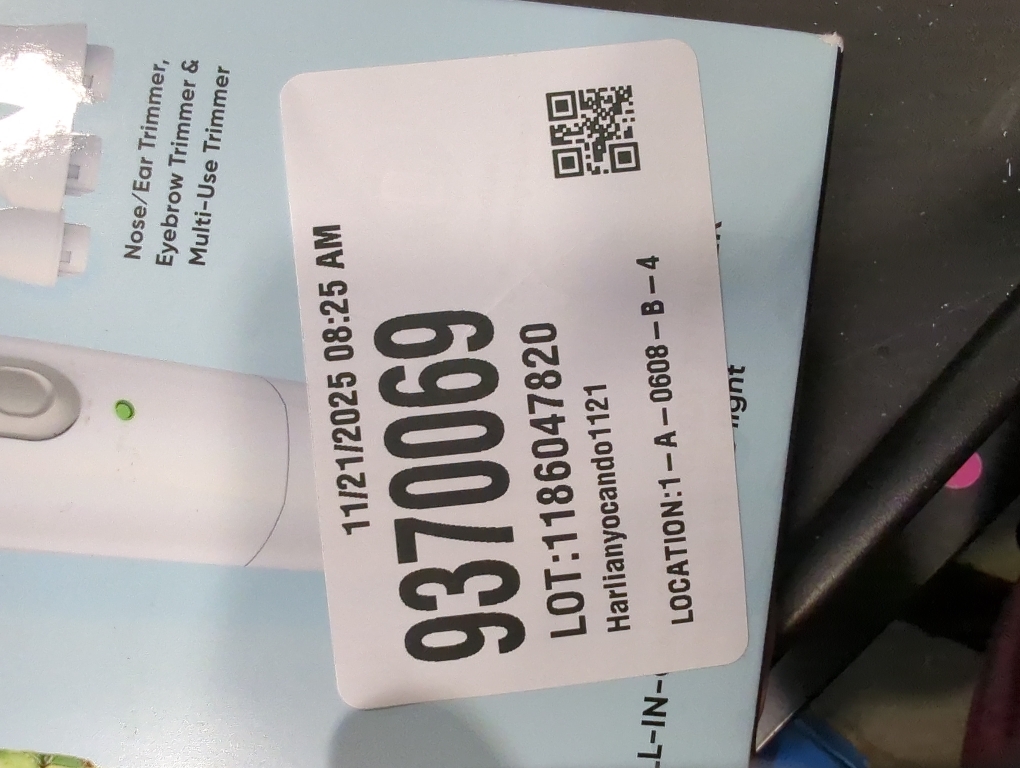 Nose/Ear Trimmer,
Eyebrow Trimmer &
Multi-Use Trimmer
11/21/2025 08:25 AM
9370069
LOT:1186047820
Harlianyocando1121
LOCATION:1-A-0608-B-4